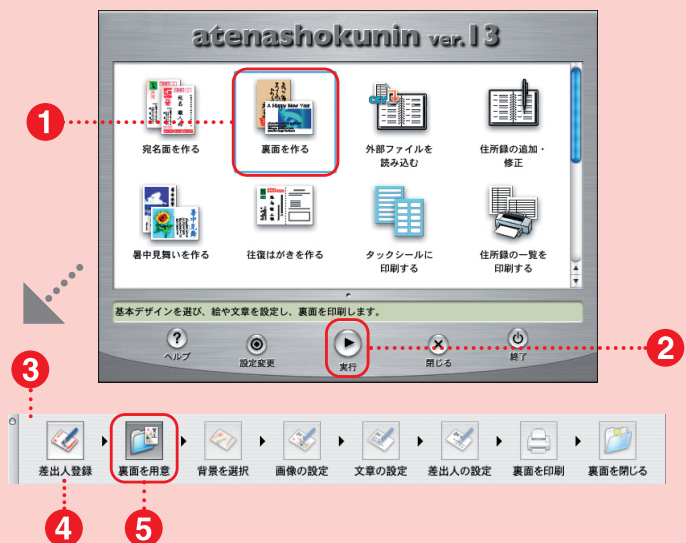 atenashokunin ver.13
1
宛名面を作る
裏面を作る
外部ファイルを
読み込む
住所録の追加・
修正
暑中見舞いを作る
往復はがきを作る
タックシールに
印刷する
住所録の一覧を
印刷する
基本デザインを選び、絵や文章を設定し、裏面を印刷します。
2
ヘルプ
設定変更
実行
閉じる
終了
3
差出人登録
裏面を用意
背景を選択
画像の設定
文章の設定
差出人の設定
裏面を印刷
裏面を閉じる
4
5